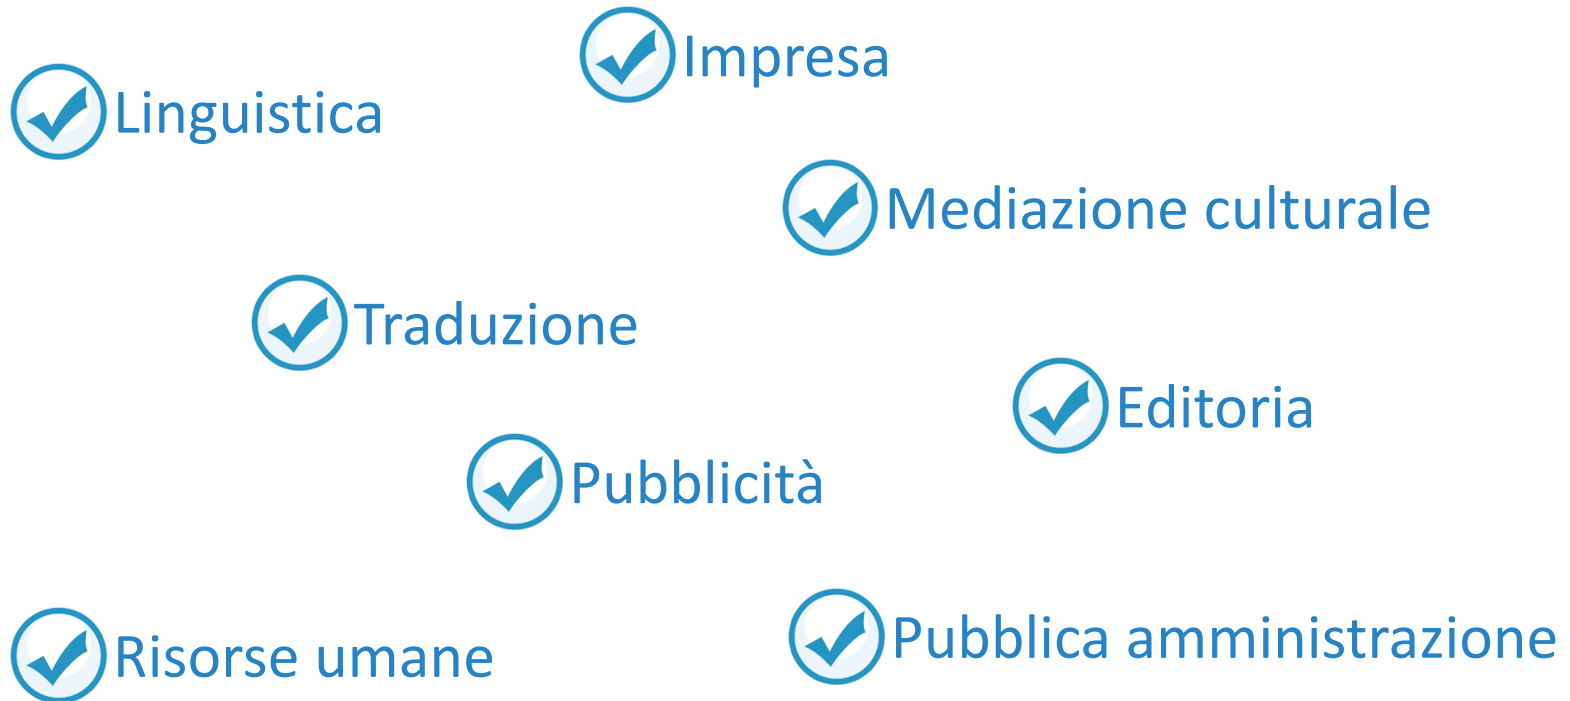 Impresa
Linguistica
Mediazione culturale
Traduzione
Editoria
Pubblicità
Pubblica amministrazione
Risorse umane